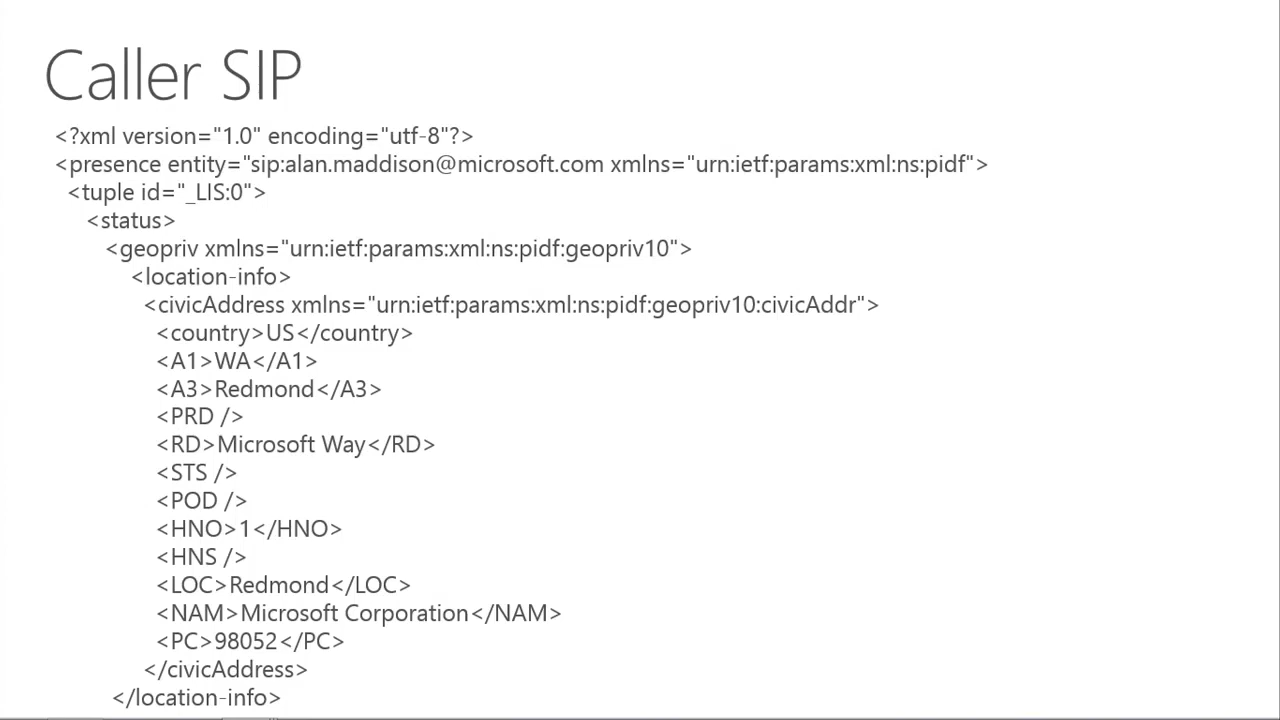 Caller SIP
<?xml version="1.0" encoding="utf-8"?>
<presence entity="sip:alan.maddison@microsoft.com xmlns="urn:ietf:params:xml:ns:pidf">
<tuple id="_LIS:0">
<status>
<geopriv xmlns="urn:ietf:params:xml:ns:pidf:geopriv10">
<location-info>
<civicAddress xmlns="urn:ietf:params:xml:ns:pidf:geopriv10:civicAddr">
<country>US</country>
<A1>WA</A1>
<A3>Redmond</A3>
<PRD />
<RD>Microsoft Way</RD>
<STS />
<POD />
<HNO>1</HNO>
<HNS />
<LOC>Redmond</LOC>
<NAM>Microsoft Corporation</NAM>
<PC>98052</PC>
</civicAddress>
</location-info>